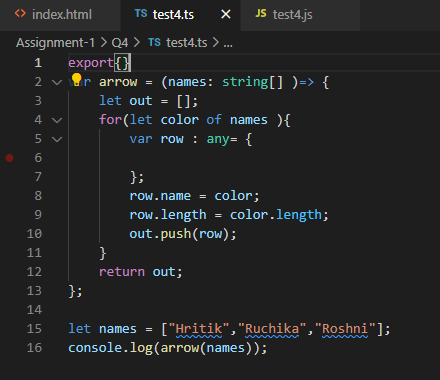 index.html test4.ts × test4.js
Assignment-1 > Q4 > TS test4.ts > ...
1 export{}
2 var arrow = (names: string[] )=> {
3 let out = [];
4 for(let color of names ){
5 var row : any= {
6
7 };
8 row.name = color;
9 row.length = color.length;
10 out.push(row);
11 }
12 return out;
13 };
14
15 let names = ["Hritik","Ruchika","Roshni"];
16 console.log(arrow(names));